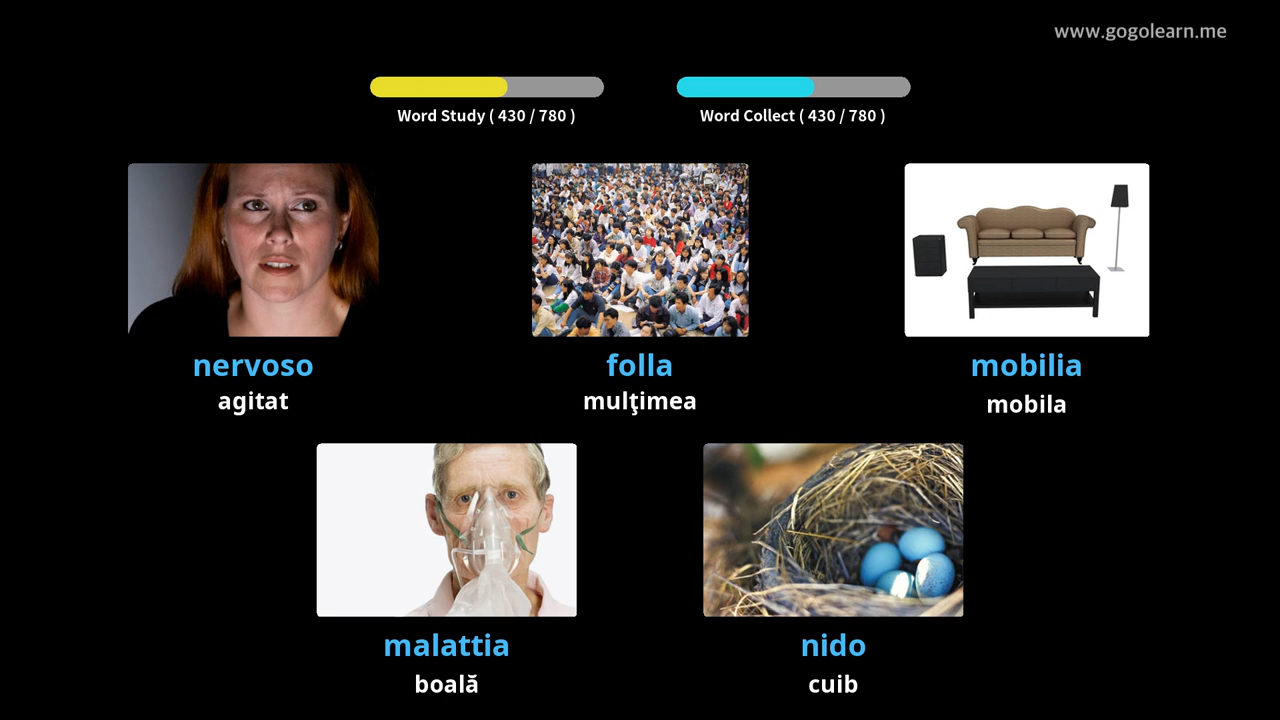 www.gogolearn.me
Word Study ( 430 / 780 )
Word Collect ( 430 / 780 )
nervoso
agitat
folla
mulţimea
mobilia
mobila
malattia
boală
nido
cuib